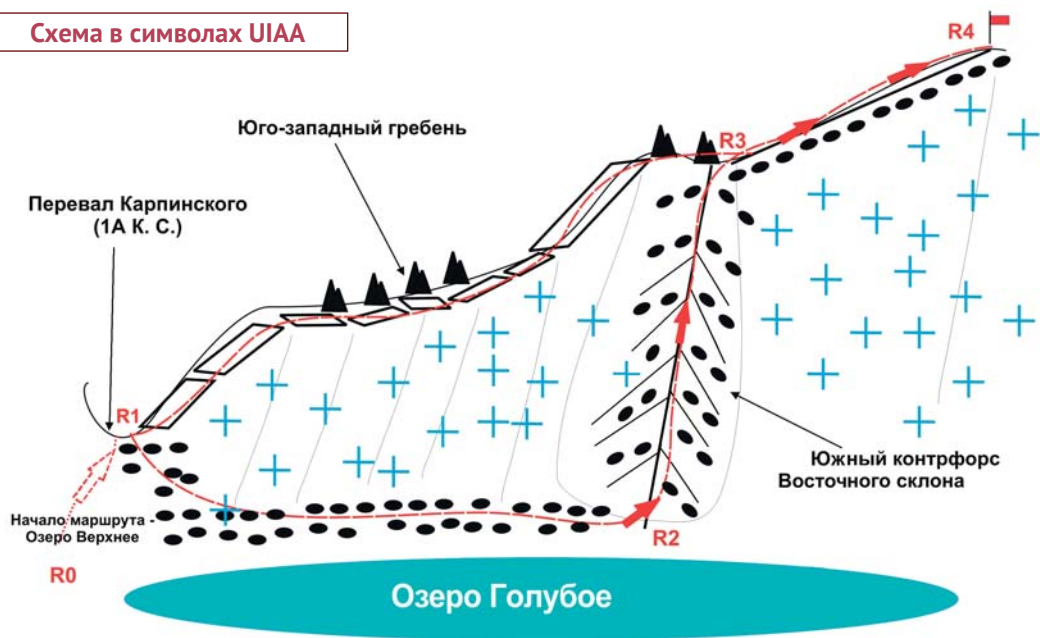 Схема в символах UIAA
R4
Юго-западный гребень
R3
Перевал Карпинского
(1А К. С.)
R1
Южный контрфорс
Восточного склона
Начало маршрута -
Озеро Верхнее
R2
R0
Озеро Голубое